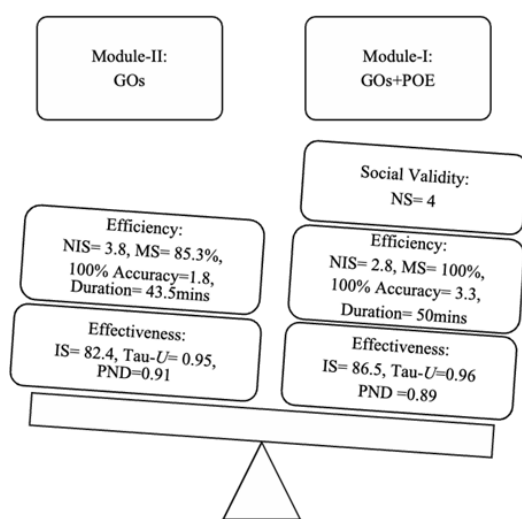 Module-II:
GOs
Module-I:
GOs+POE
Social Validity:
NS= 4
Efficiency:
NIS= 3.8, MS= 85.3%,
100% Accuracy=1.8,
Duration= 43.5mins
Efficiency:
NIS= 2.8, MS= 100%,
100% Accuracy= 3.3,
Duration= 50mins
Effectiveness:
IS= 82.4, Tau-U= 0.95,
PND=0.91
Effectiveness:
IS= 86.5, Tau-U=0.96
PND =0.89